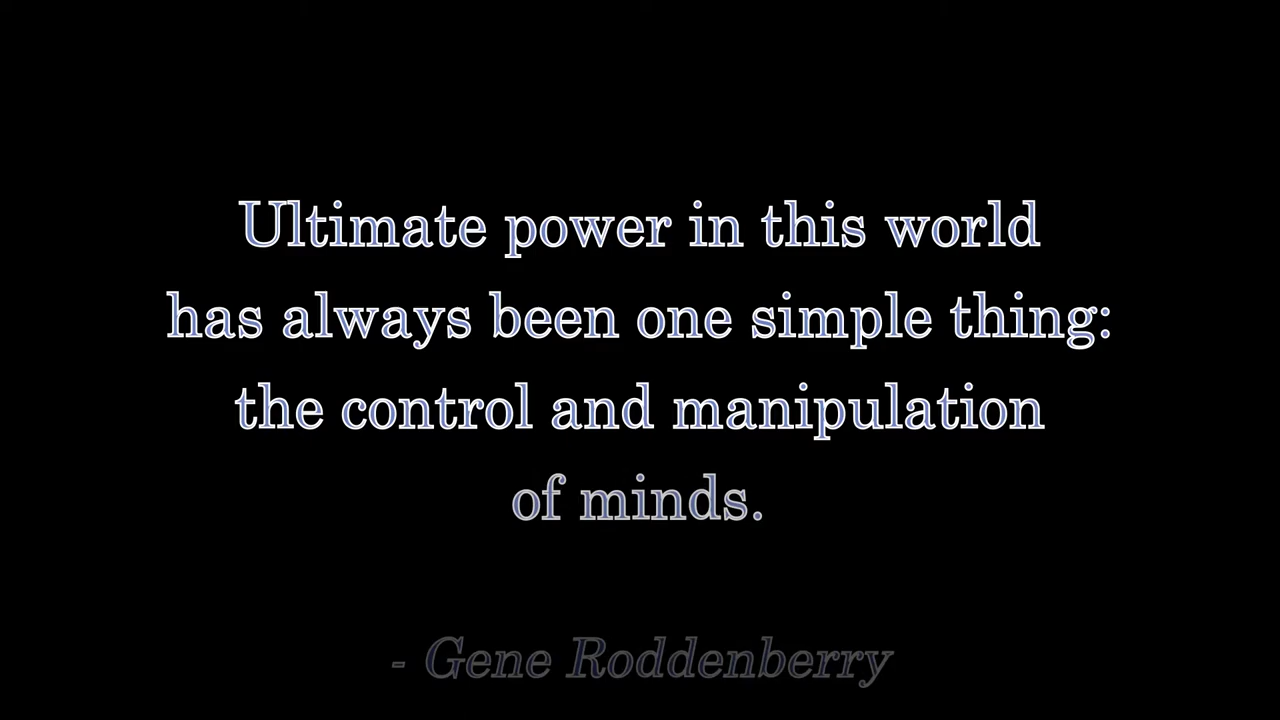 Ultimate power in this world
has always been one simple thing:
the control and manipulation
of minds.
- Gene Roddenberry